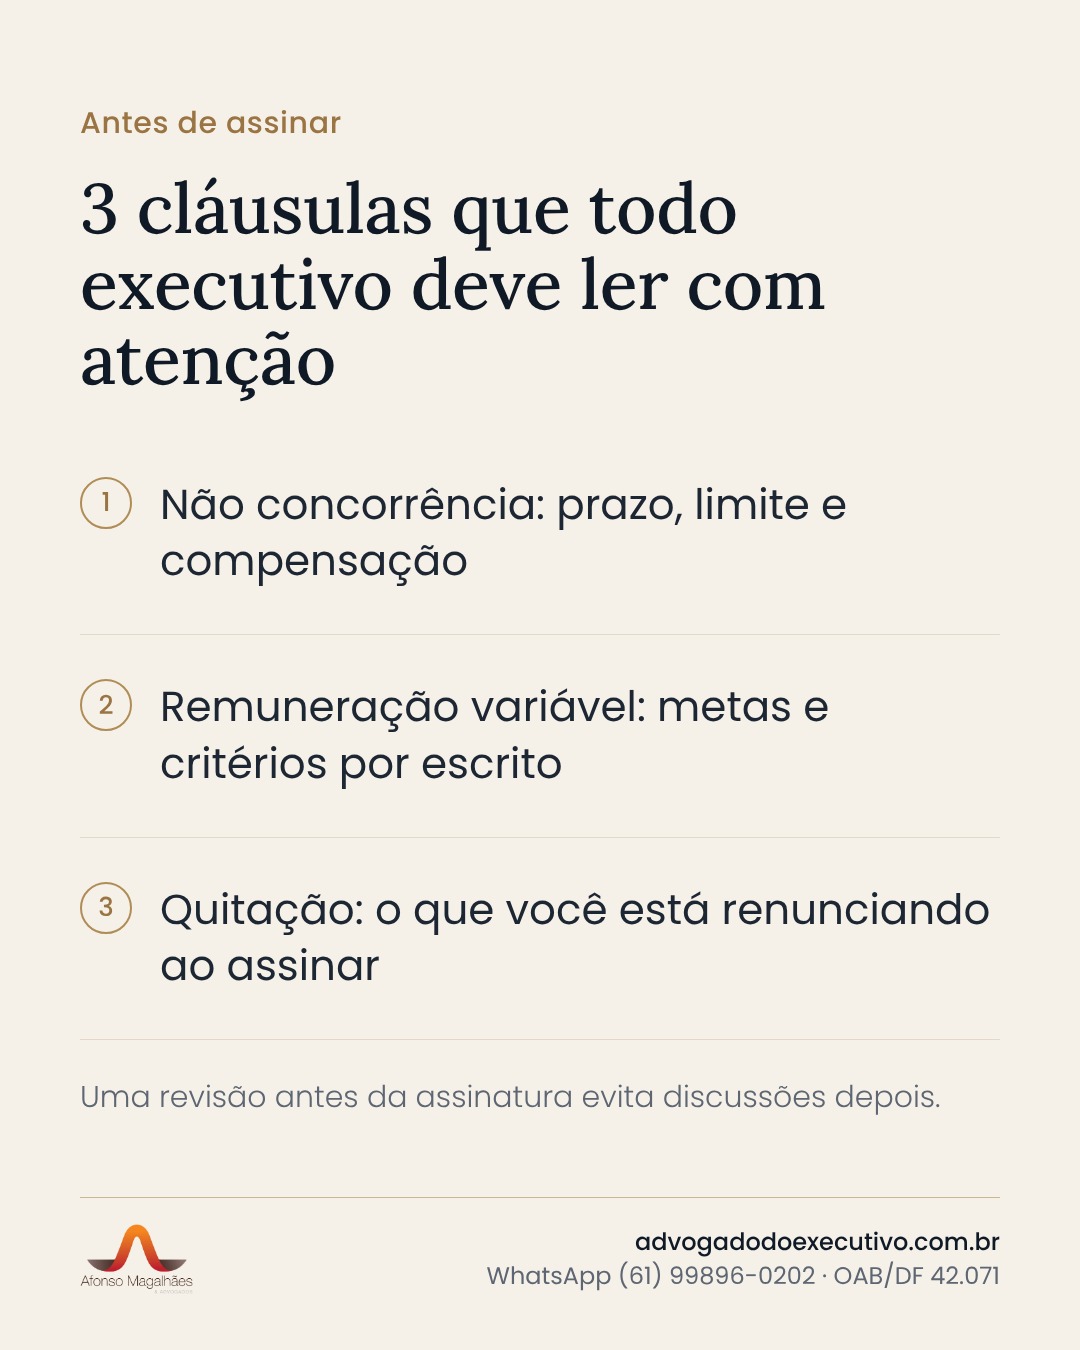 Antes de assinar
3 cláusulas que todo
executivo deve ler com
atenção
1 Não concorrência: prazo, limite e
compensação
2 Remuneração variável: metas e
critérios por escrito
3 Quitação: o que você está renunciando
ao assinar
Uma revisão antes da assinatura evita discussões depois.
Afonso Magalhães
advogadodoexecutivo.com.br
WhatsApp (61) 99896-0202 · OAB/DF 42.071